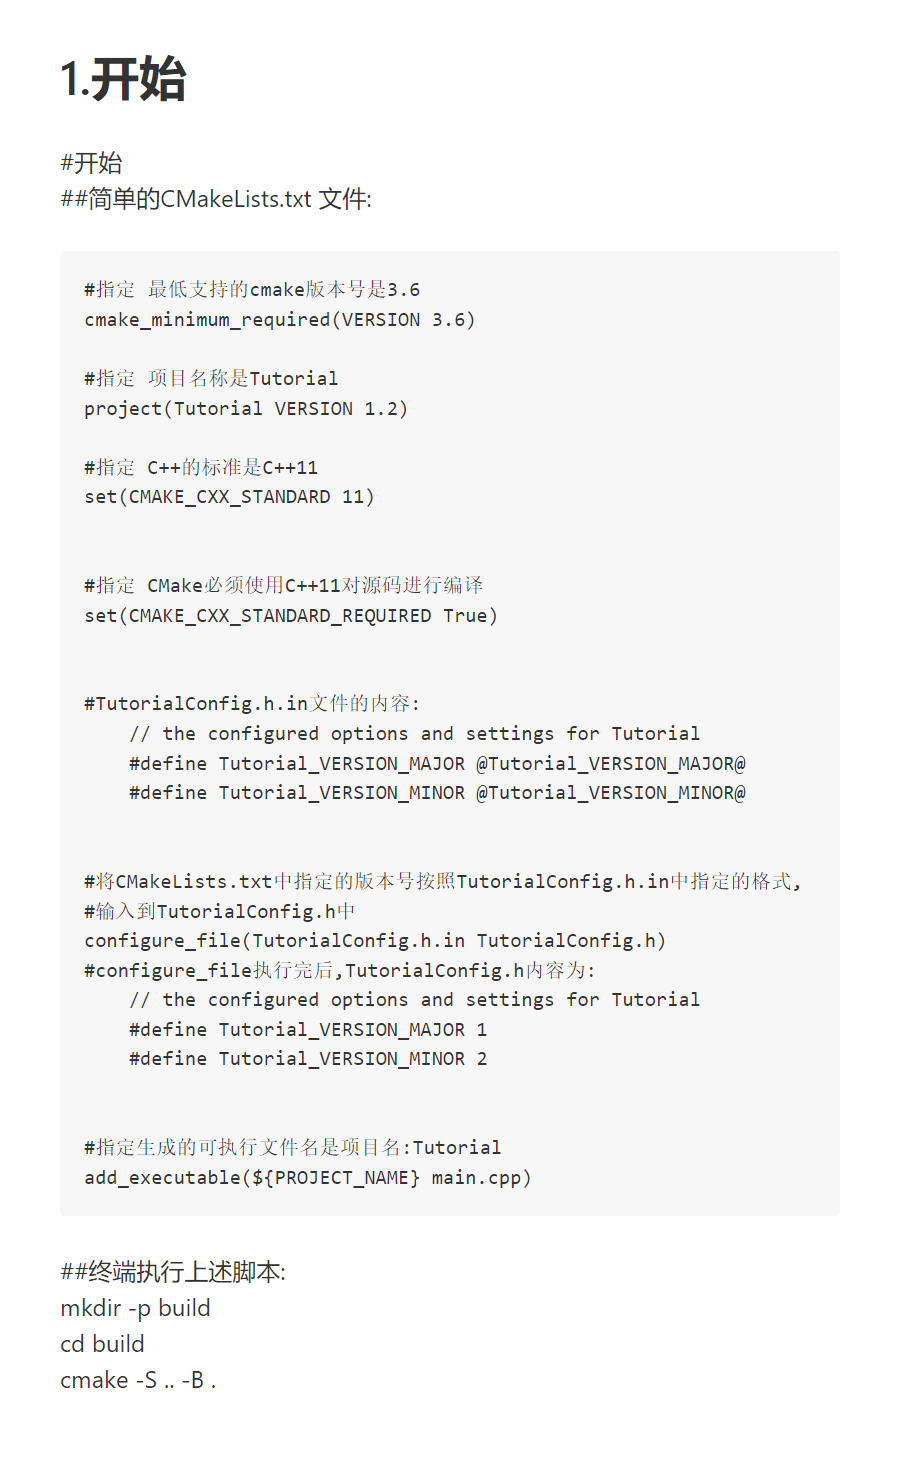 1.开始
#开始
##简单的CMakeLists.txt 文件:
#指定 最低支持的cmake版本号是3.6
cmake_minimum_required(VERSION 3.6)
#指定 项目名称是Tutorial
project(Tutorial VERSION 1.2)
#指定 C++的标准是C++11
set(CMAKE_CXX_STANDARD 11)
#指定 CMake必须使用C++11对源码进行编译
set(CMAKE_CXX_STANDARD_REQUIRED True)
#TutorialConfig.h.in文件的内容:
    // the configured options and settings for Tutorial
    #define Tutorial_VERSION_MAJOR @Tutorial_VERSION_MAJOR@
    #define Tutorial_VERSION_MINOR @Tutorial_VERSION_MINOR@
#将CMakeLists.txt中指定的版本号按照TutorialConfig.h.in中指定的格式,
#输入到TutorialConfig.h中
configure_file(TutorialConfig.h.in TutorialConfig.h)
#configure_file执行完后,TutorialConfig.h内容为:
    // the configured options and settings for Tutorial
    #define Tutorial_VERSION_MAJOR 1
    #define Tutorial_VERSION_MINOR 2
#指定生成的可执行文件名是项目名:Tutorial
add_executable(${PROJECT_NAME} main.cpp)
##终端执行上述脚本:
mkdir -p build
cd build
cmake -S .. -B .